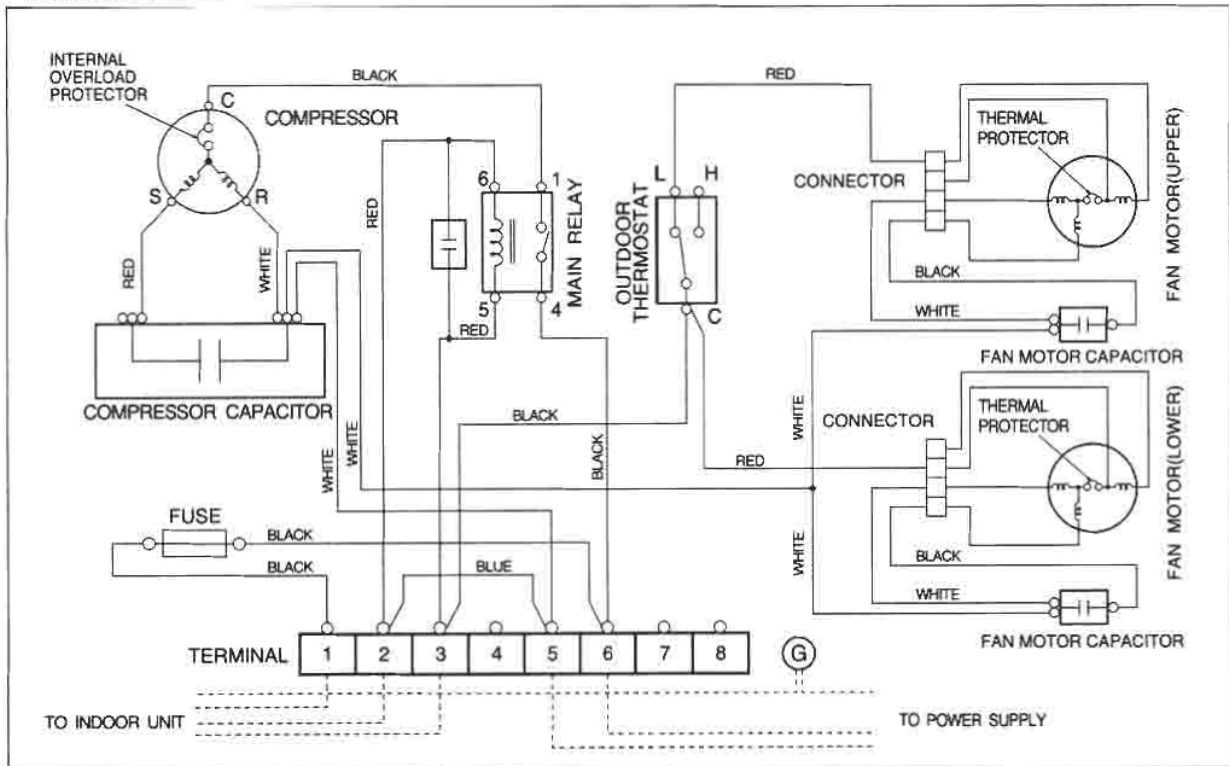 INTERNAL
OVERLOAD
PROTECTOR
C
COMPRESSOR
S
R
BLACK
RED
WHITE
COMPRESSOR CAPACITOR
RED
6
1
5
4
MAIN RELAY
RED
L
H
OUTDOOR
THERMOSTAT
C
RED
CONNECTOR
THERMAL
PROTECTOR
FAN MOTOR(UPPER)
BLACK
WHITE
FAN MOTOR CAPACITOR
WHITE
WHITE
BLACK
BLACK
WHITE
WHITE
RED
CONNECTOR
THERMAL
PROTECTOR
FAN MOTOR(LOWER)
BLACK
WHITE
FAN MOTOR CAPACITOR
FUSE
BLACK
BLACK
BLUE
TERMINAL
1
2
3
4
5
6
7
8
G
TO INDOOR UNIT
TO POWER SUPPLY